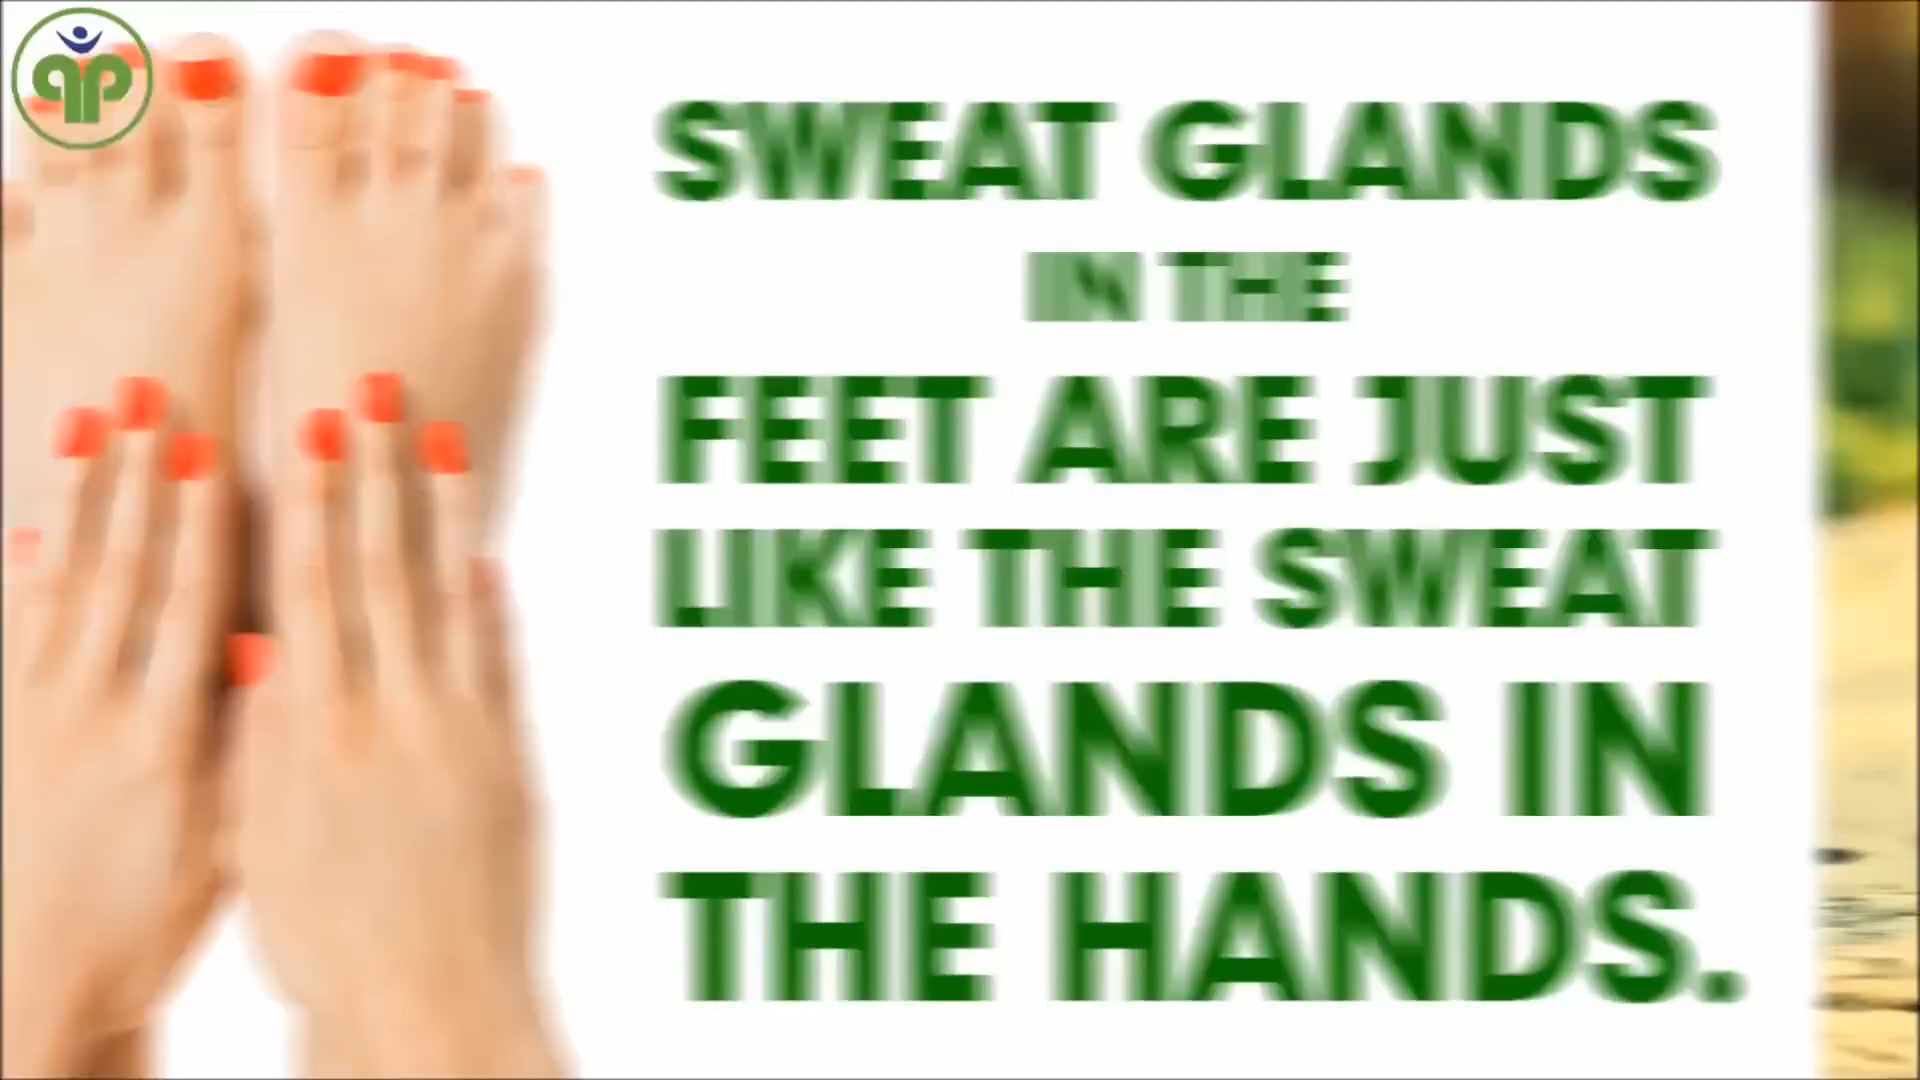 SWEAT GLANDS
IN THE
FEET ARE JUST
LIKE THE SWEAT
GLANDS IN
THE HANDS.